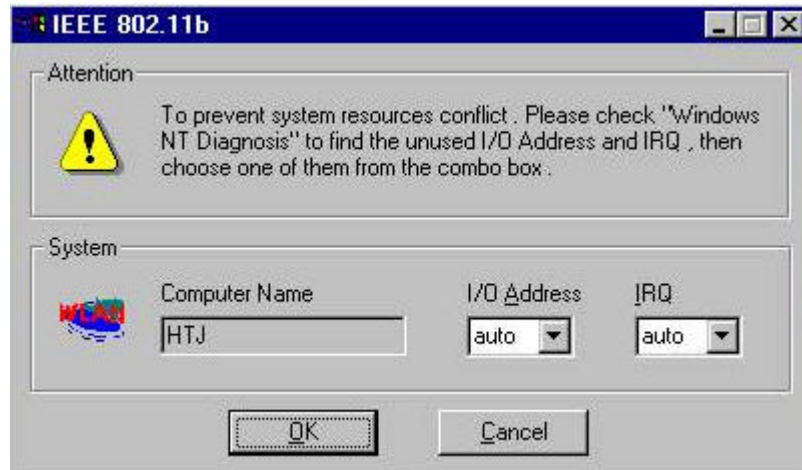 IEEE 802.11b
Attention
To prevent system resources conflict . Please check "Windows
NT Diagnosis" to find the unused I/O Address and IRQ , then
choose one of them from the combo box .
System
WLAN
Computer Name
I/O Address
IRQ
HTJ
auto
auto
OK
Cancel